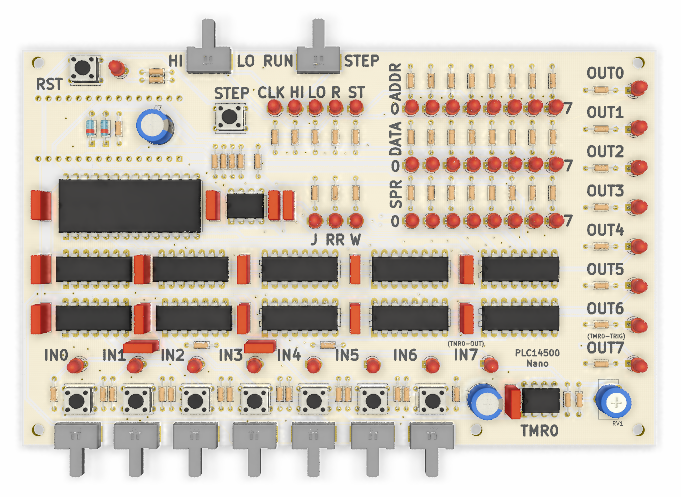 HI LO RUN STEP
RST
STEP CLK HI LO R ST
ADDR
0 7
DATA
0 7
SPR
0 7
J RR W
OUT0
OUT1
OUT2
OUT3
OUT4
OUT5
OUT6
(TMR0-TRIG)
OUT7
(TMR0-OUT)
IN0 IN1 IN2 IN3 IN4 IN5 IN6 IN7
PLC14500
Nano
TMR0
RV1